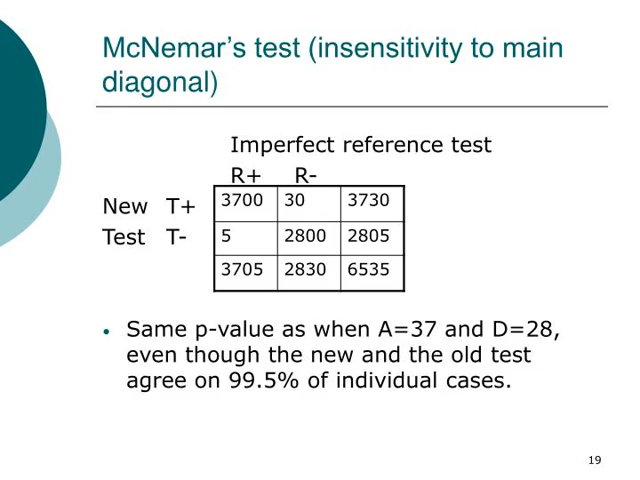 McNemar's test (insensitivity to main
diagonal)
Imperfect reference test
R+ R-
New T+ 3700 30 3730
Test T- 5 2800 2805
3705 2830 6535
• Same p-value as when A=37 and D=28,
even though the new and the old test
agree on 99.5% of individual cases.
19